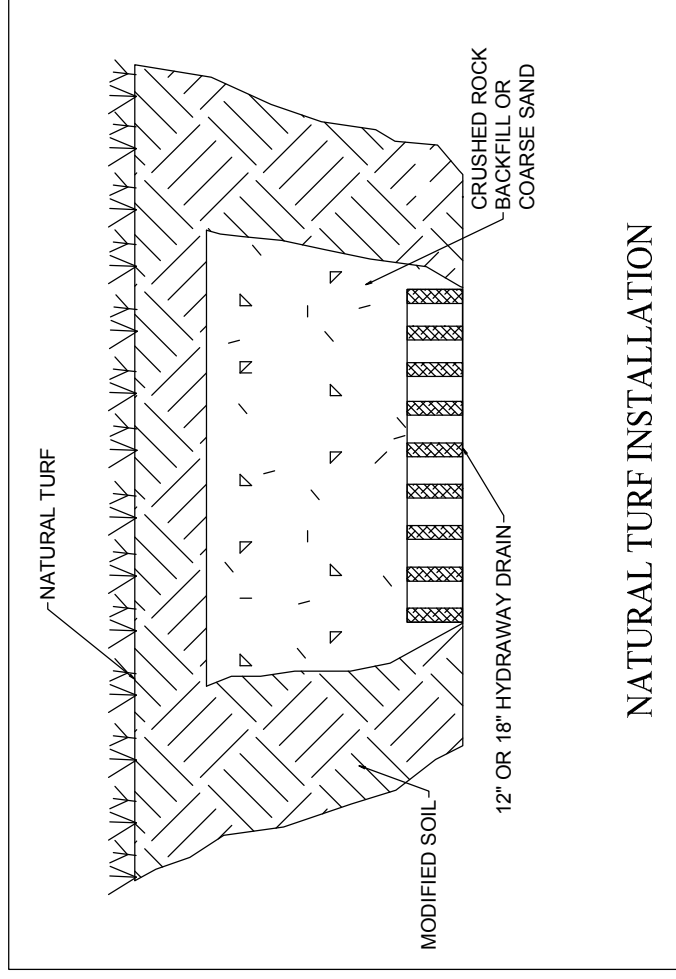 NATURAL TURF
CRUSHED ROCK
BACKFILL OR
COARSE SAND
12" OR 18" HYDRAWAY DRAIN
MODIFIED SOIL
NATURAL TURF INSTALLATION